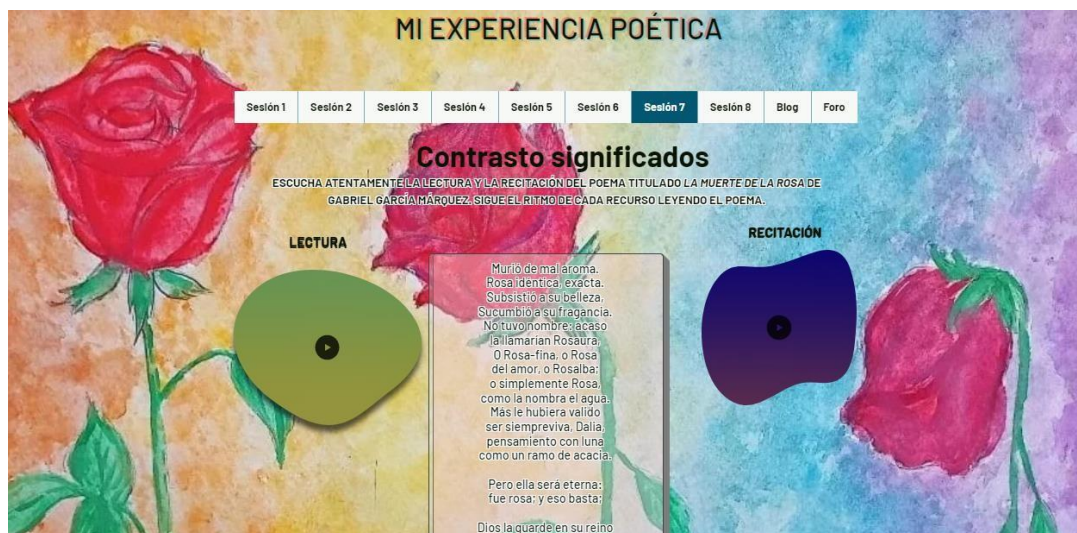 MI EXPERIENCIA POÉTICA
Sesión 1
Sesión 2
Sesión 3
Sesión 4
Sesión 5
Sesión 6
Sesión 7
Sesión 8
Blog
Foro
Contrasto significados
ESCUCHA ATENTAMENTE LA LECTURA Y LA RECITACIÓN DEL POEMA TITULADO LA MUERTE DE LA ROSA DE
GABRIEL GARCÍA MÁRQUEZ. SIGUE EL RITMO DE CADA RECURSO LEYENDO EL POEMA.
LECTURA
RECITACIÓN
Murió de mal aroma.
Rosa idéntica, exacta.
Subsistió a su belleza,
Sucumbió a su fragancia.
No tuvo nombre: acaso
la llamarían Rosaura,
O Rosa-fina, o Rosa
del amor, o Rosalba;
o simplemente Rosa,
como la nombra el agua.
Más le hubiera valido
ser siempreviva, Dalia,
pensamiento con luna
como un ramo de acacia.
Pero ella será eterna:
fue rosa; y eso basta;
Dios la guarde en su reino